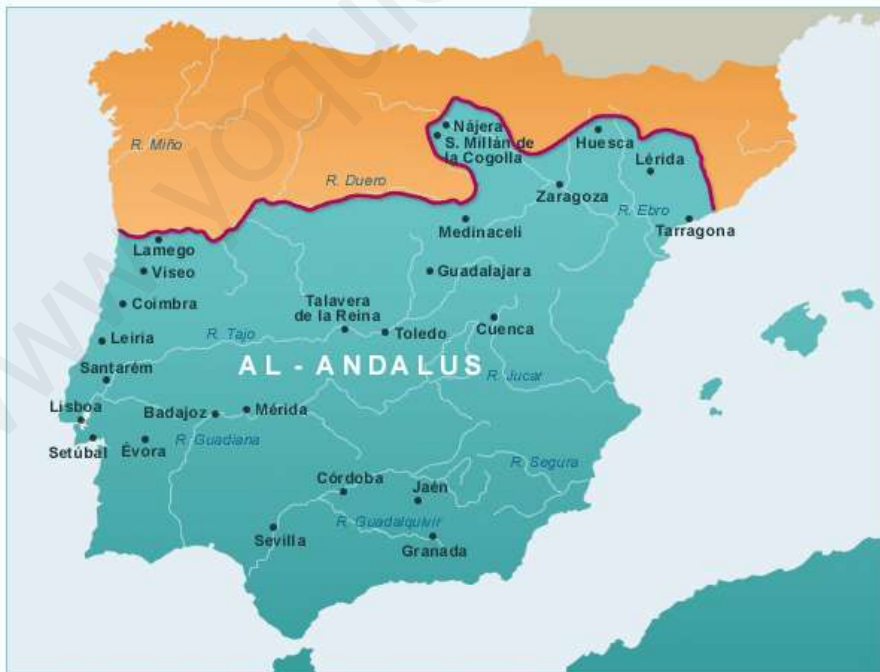 R. Miño
R. Duero
Nájera
S. Millán de
la Cogolla
Huesca
Lérida
Zaragoza
R. Ebro
Tarragona
Medinaceli
Lamego
Viseo
Guadalajara
Coimbra
Talavera
de la Reina
Toledo
Cuenca
Leiria
R. Tajo
AL - ANDALUS
R. Jucar
Santarém
Lisboa
Badajoz
Mérida
Setúbal
Évora
R. Guadiana
R. Segura
Córdoba
Jaén
R. Guadalquivir
Sevilla
Granada